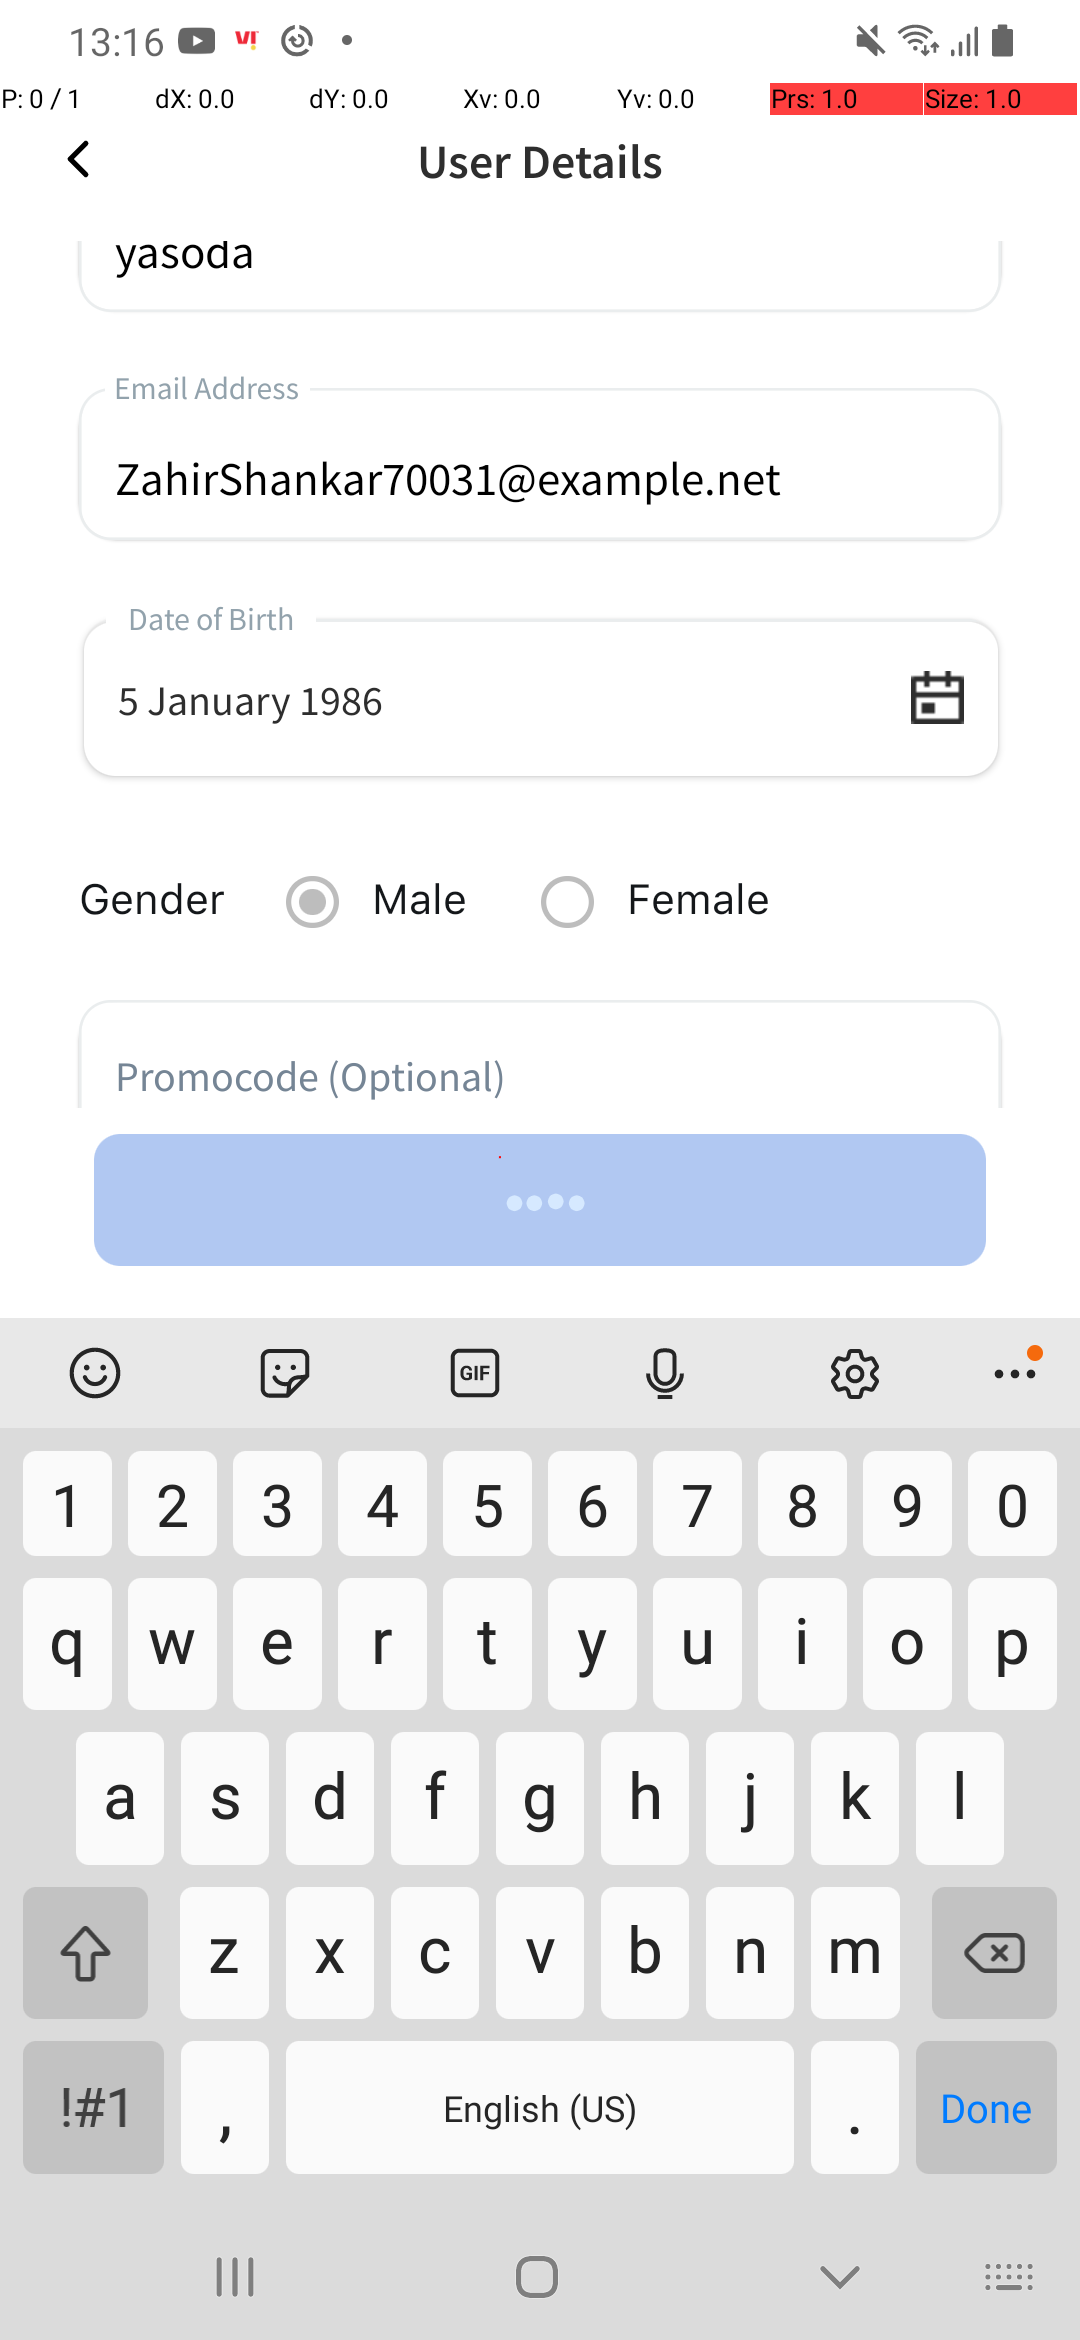 13:16
P: 0 / 1 dX: 0.0 dY: 0.0 Xv: 0.0 Yv: 0.0 Prs: 1.0 Size: 1.0
User Details
yasoda
Email Address
ZahirShankar70031@example.net
Date of Birth
5 January 1986
Gender Male Female
Promocode (Optional)
GIF
1 2 3 4 5 6 7 8 9 0
q w e r t y u i o p
a s d f g h j k l
z x c v b n m
!#1 , English (US) . Done